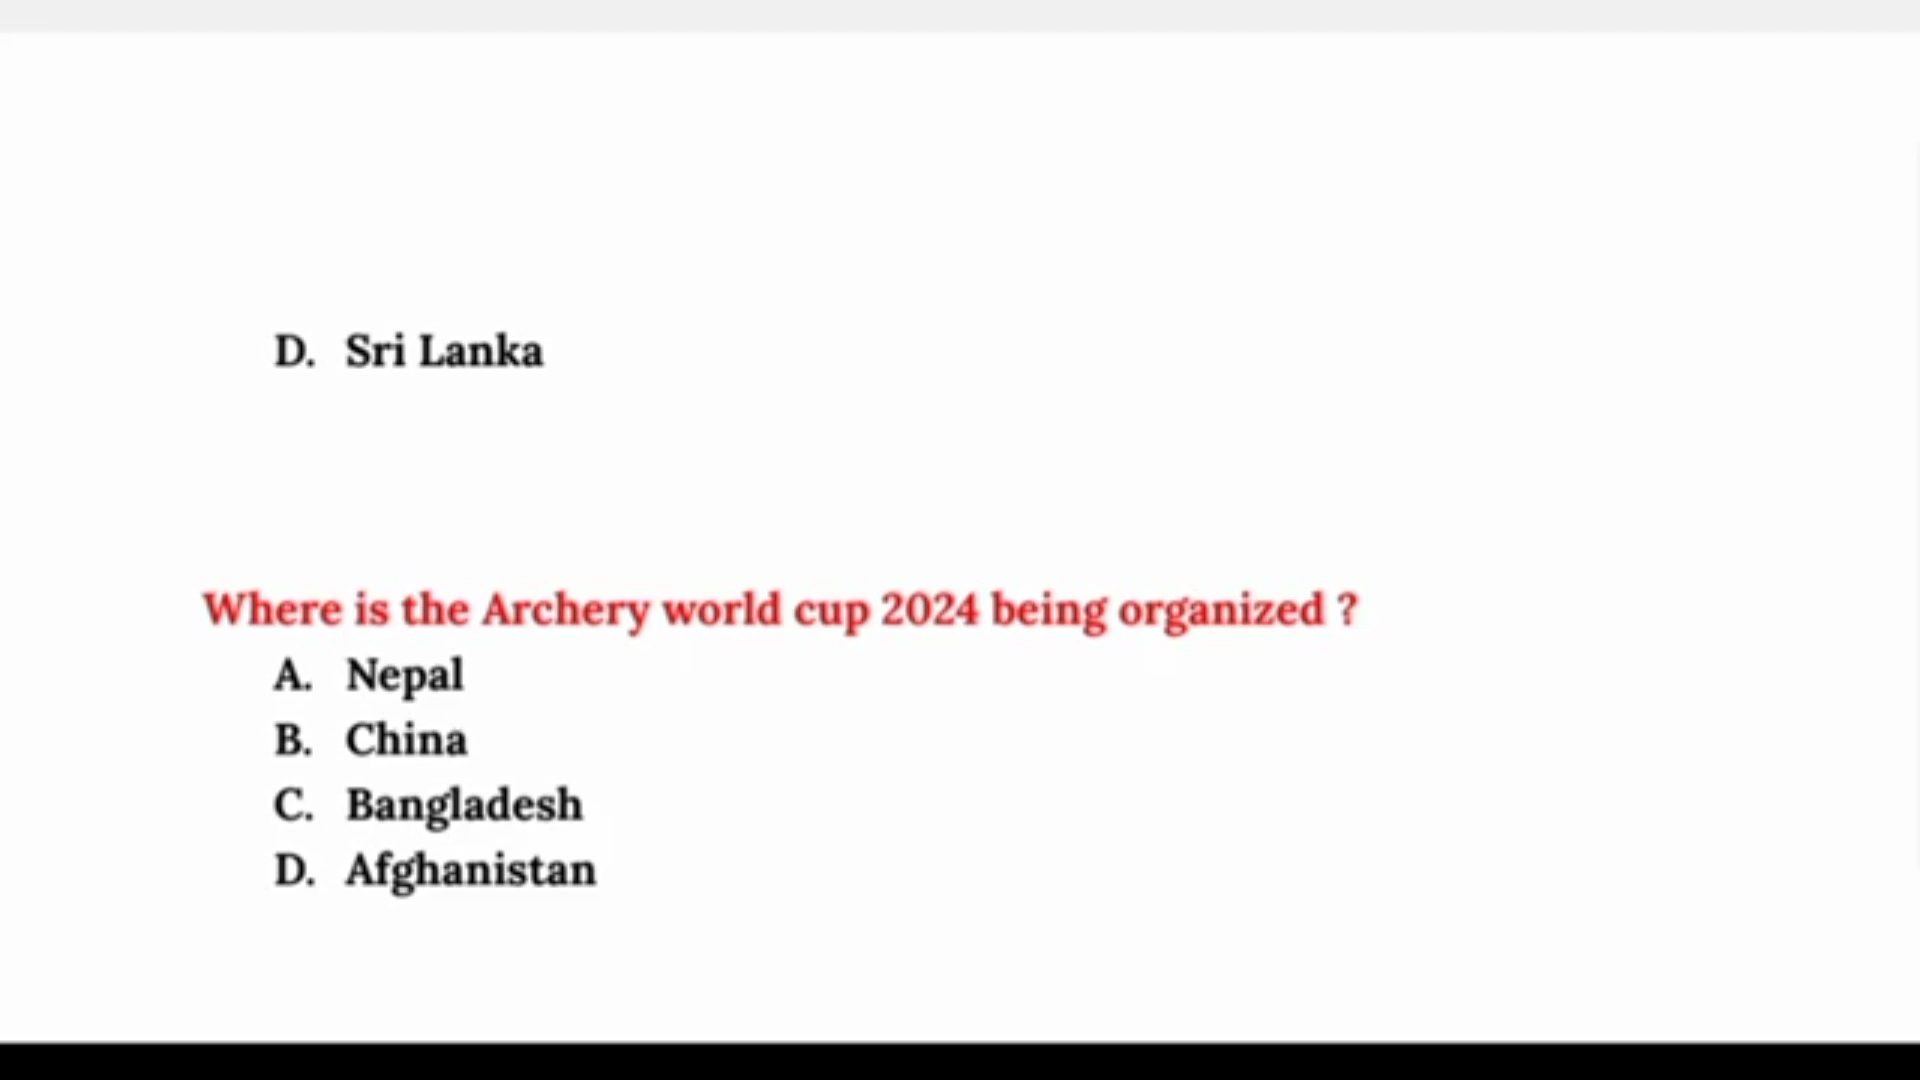 D. Sri Lanka
Where is the Archery world cup 2024 being organized ?
A. Nepal
B. China
C. Bangladesh
D. Afghanistan